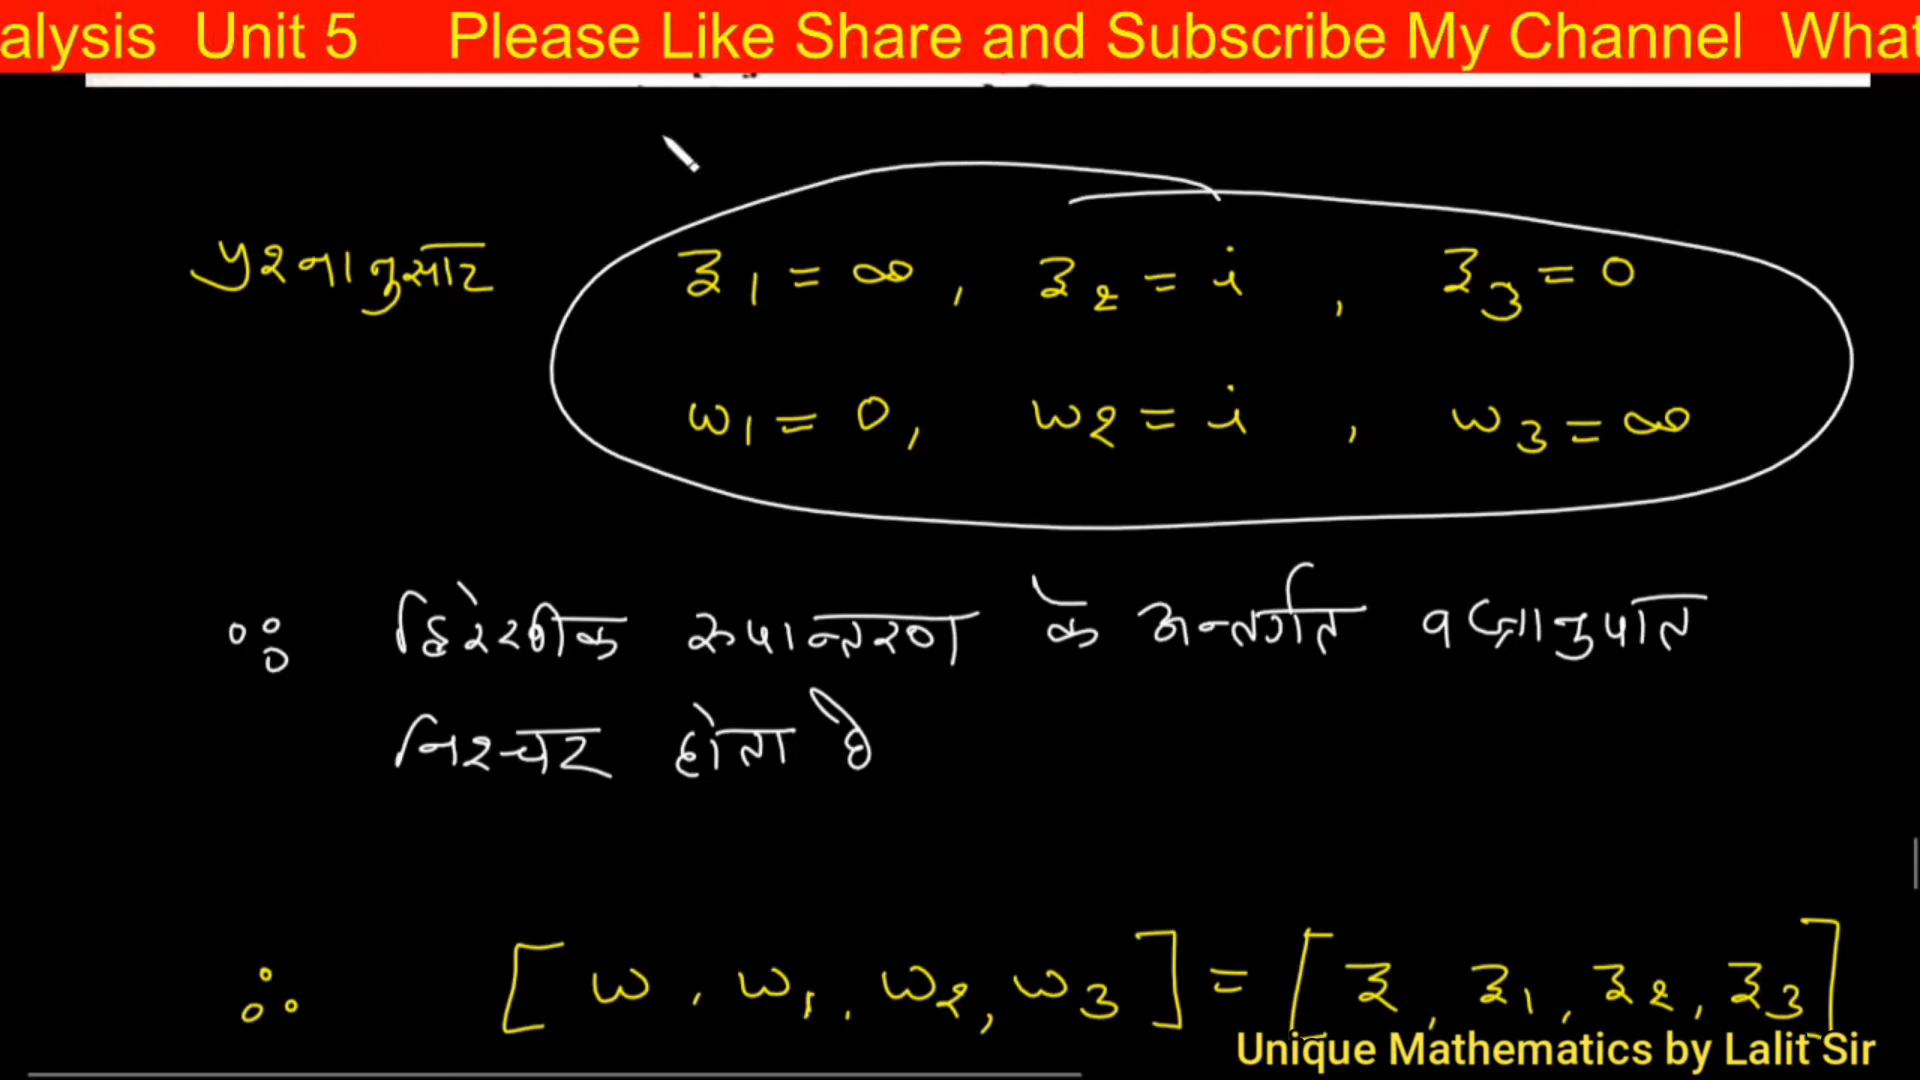 alysis Unit 5 Please Like Share and Subscribe My Channel What
प्रश्नानुसार z₁ = ∞, z₂ = i, z₃ = 0
w₁ = 0, w₂ = i, w₃ = ∞
∵ द्विरेखीक रूपान्तरण के अन्तर्गत वज्रानुपात
निश्चर होता है
∴ [w, w₁, w₂, w₃] = [z, z₁, z₂, z₃]
Unique Mathematics by Lalit Sir